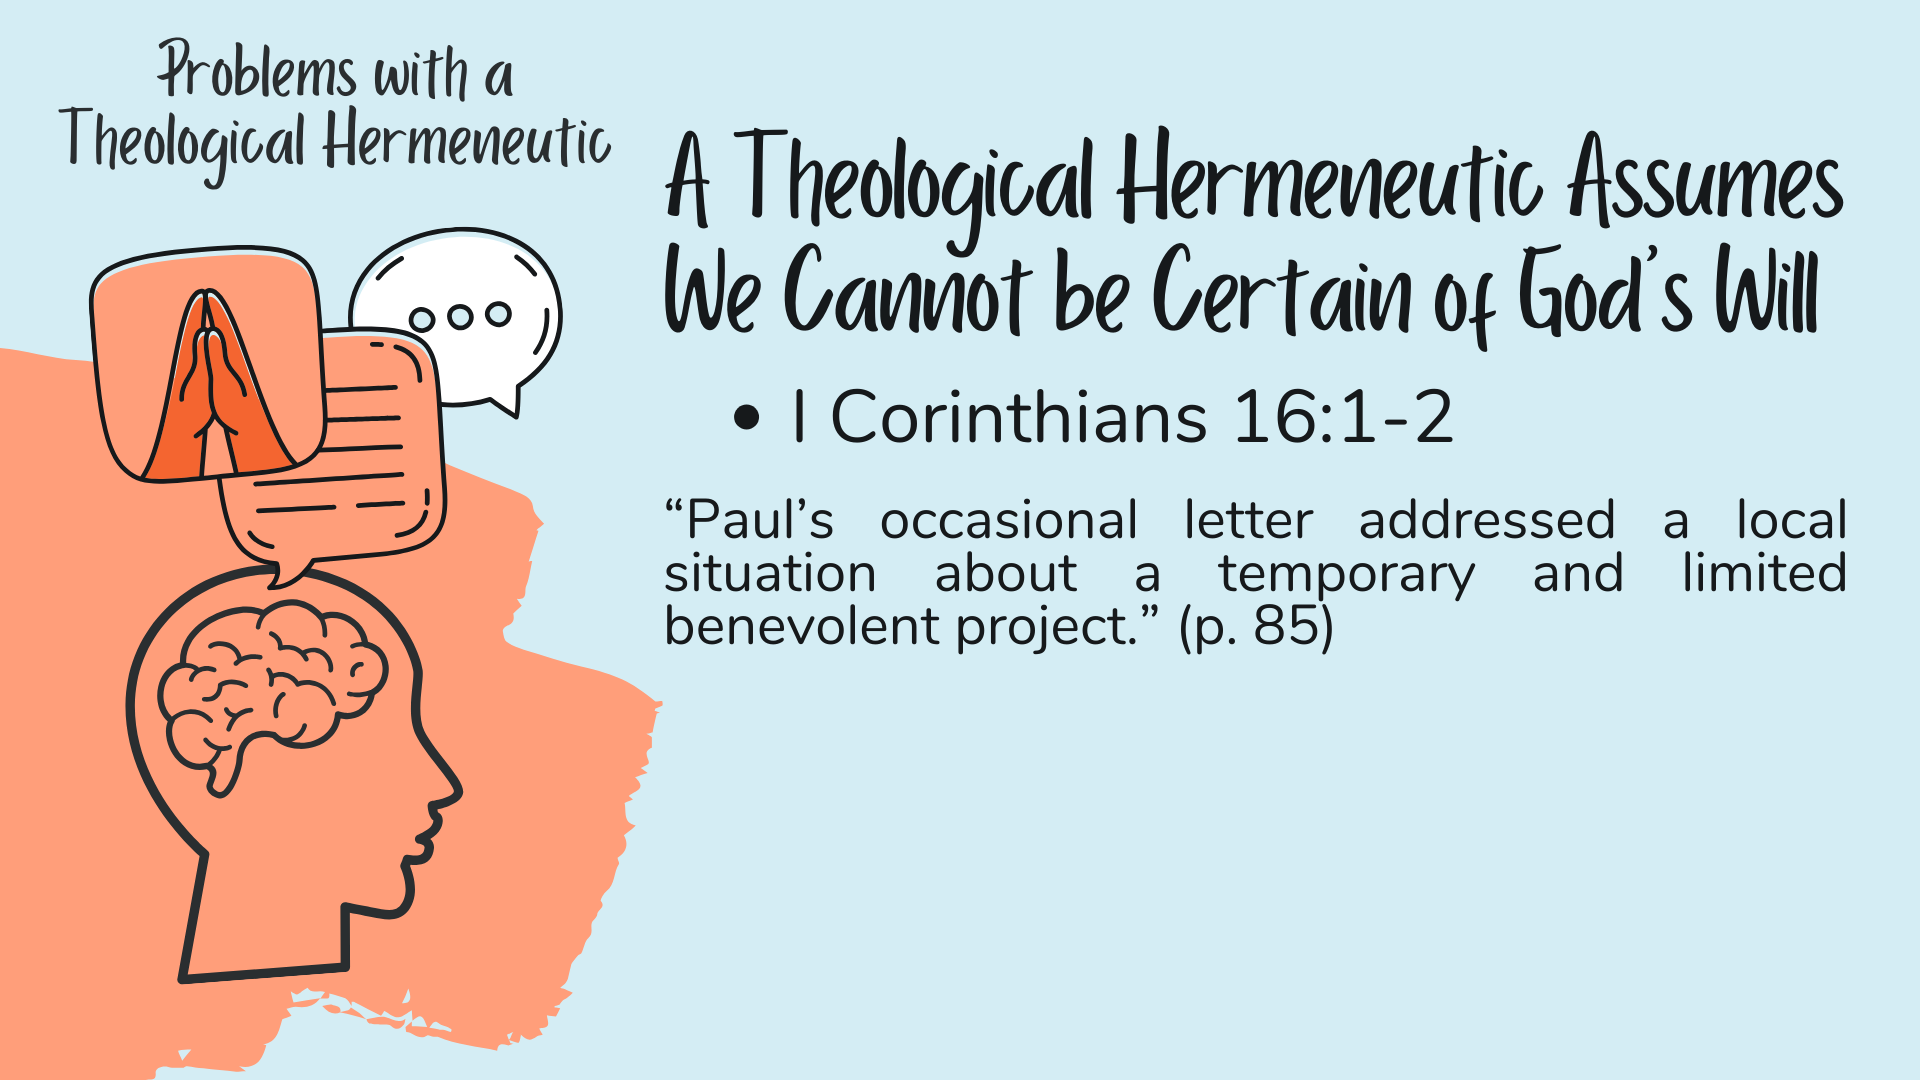 Problems with a
Theological Hermeneutic
A Theological Hermeneutic Assumes
We Cannot be Certain of God's Will
• I Corinthians 16:1-2
“Paul’s occasional letter addressed a local
situation about a temporary and limited
benevolent project.” (p. 85)